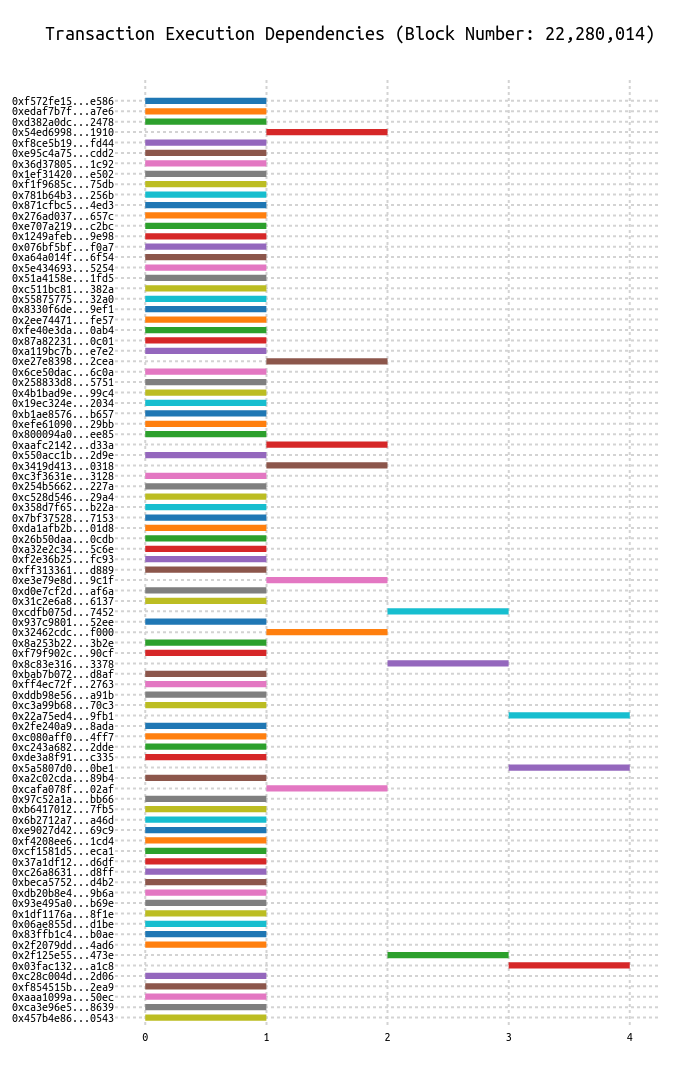 Transaction Execution Dependencies (Block Number: 22,280,014)
0xf572fe15...e586
0xedaf7b7f...a7e6
0xd382a0dc...2478
0x54ed6998...1910
0xf8ce5b19...fd44
0xe95c4a75...cdd2
0x36d37805...1c92
0x1ef31420...e502
0xf1f9685c...75db
0x781b64b3...256b
0x871cfbc5...4ed3
0x276ad037...657c
0xe707a219...c2bc
0x1249afeb...9e98
0x076bf5bf...f0a7
0xa64a014f...6f54
0x5e434693...5254
0x51a4158e...1fd5
0xc511bc81...382a
0x55875775...32a0
0x8330f6de...9ef1
0x2ee74471...fe57
0xfe40e3da...0ab4
0x87a82231...0c01
0xa119bc7b...e7e2
0xe27e8398...2cea
0x6ce50dac...6c0a
0x258833d8...5751
0x4b1bad9e...99c4
0x19ec324e...2034
0xb1ae8576...b657
0xefe61090...29bb
0x800094a0...ee85
0xaafc2142...d33a
0x550acc1b...2d9e
0x3419d413...0318
0xc3f3631e...3128
0x254b5662...227a
0xc528d546...29a4
0x358d7f65...b22a
0x7bf37528...7153
0xda1afb2b...01d8
0x26b50daa...0cdb
0xa32e2c34...5c6e
0xf2e36b25...fc93
0xff313361...d889
0xe3e79e8d...9c1f
0xd0e7cf2d...af6a
0x31c2e6a8...6137
0xcdfb075d...7452
0x937c9801...52ee
0x32462cdc...f000
0x8a253b22...3b2e
0xf79f902c...90cf
0x8c83e316...3378
0xbab7b072...d8af
0xff4ec72f...2763
0xddb98e56...a91b
0xc3a99b68...70c3
0x22a75ed4...9fb1
0x2fe240a9...8ada
0xc080aff0...4ff7
0xc243a682...2dde
0xde3a8f91...c335
0x5a5807d0...0be1
0xa2c02cda...89b4
0xcafa078f...02af
0x97c52a1a...bb66
0xb6417012...7fb5
0x6b2712a7...a46d
0xe9027d42...69c9
0xf4208ee6...1cd4
0xcf1581d5...eca1
0x37a1df12...d6df
0xc26a8631...d8ff
0xbeca5752...d4b2
0xdb20b8e4...9b6a
0x93e495a0...b69e
0x1df1176a...8f1e
0x06ae855d...d1be
0x83ffb1c4...b0ae
0x2f2079dd...4ad6
0x2f125e55...473e
0x03fac132...a1c8
0xc28c004d...2d06
0xf854515b...2ea9
0xaaa1099a...50ec
0xca3e96e5...8639
0x457b4e86...0543
0 1 2 3 4